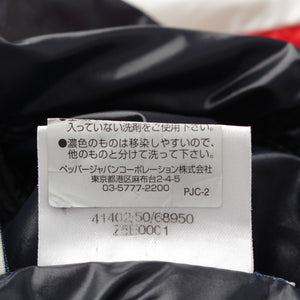 入っていない洗剤をご使用下さい。
●濃色のものは移染しやすいので、
他のものと分けて洗って下さい。
ペッパージャパンコーポレーション株式会社
東京都港区麻布台2-4-5
03-5777-2200
PJC-2
41402/50/68950